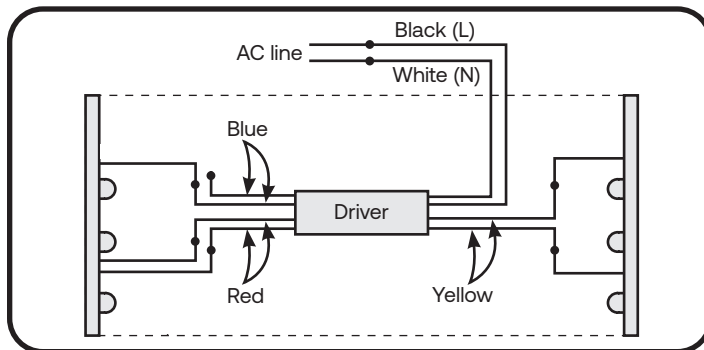 Black (L)
AC line
White (N)
Blue
Driver
Red
Yellow